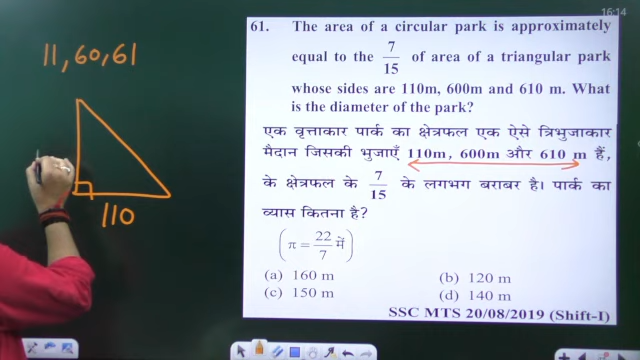 16:14
11, 60, 61
110
61. The area of a circular park is approximately
equal to the 7/15 of area of a triangular park
whose sides are 110m, 600m and 610 m. What
is the diameter of the park?
एक वृत्ताकार पार्क का क्षेत्रफल एक ऐसे त्रिभुजाकार
मैदान जिसकी भुजाएँ 110m, 600m और 610 m हैं,
के क्षेत्रफल के 7/15 के लगभग बराबर है। पार्क का
व्यास कितना है?
(π = 22/7 में)
(a) 160 m (b) 120 m
(c) 150 m (d) 140 m
SSC MTS 20/08/2019 (Shift-I)